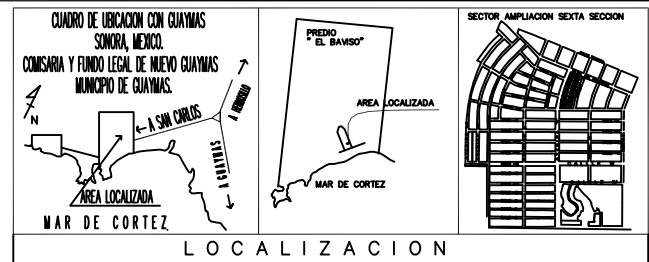 CUADRO DE UBICACION CON GUAYMAS
SONORA, MEXICO.
COMISARIA Y FUNDO LEGAL DE NUEVO GUAYMAS
MUNICIPIO DE GUAYMAS.
N
A SAN CARLOS
A HERMOSILLO
A GUAYMAS
AREA LOCALIZADA
MAR DE CORTEZ
PREDIO
" EL BAVISO"
AREA LOCALIZADA
MAR DE CORTEZ
SECTOR AMPLIACION SEXTA SECCION
LOCALIZACION